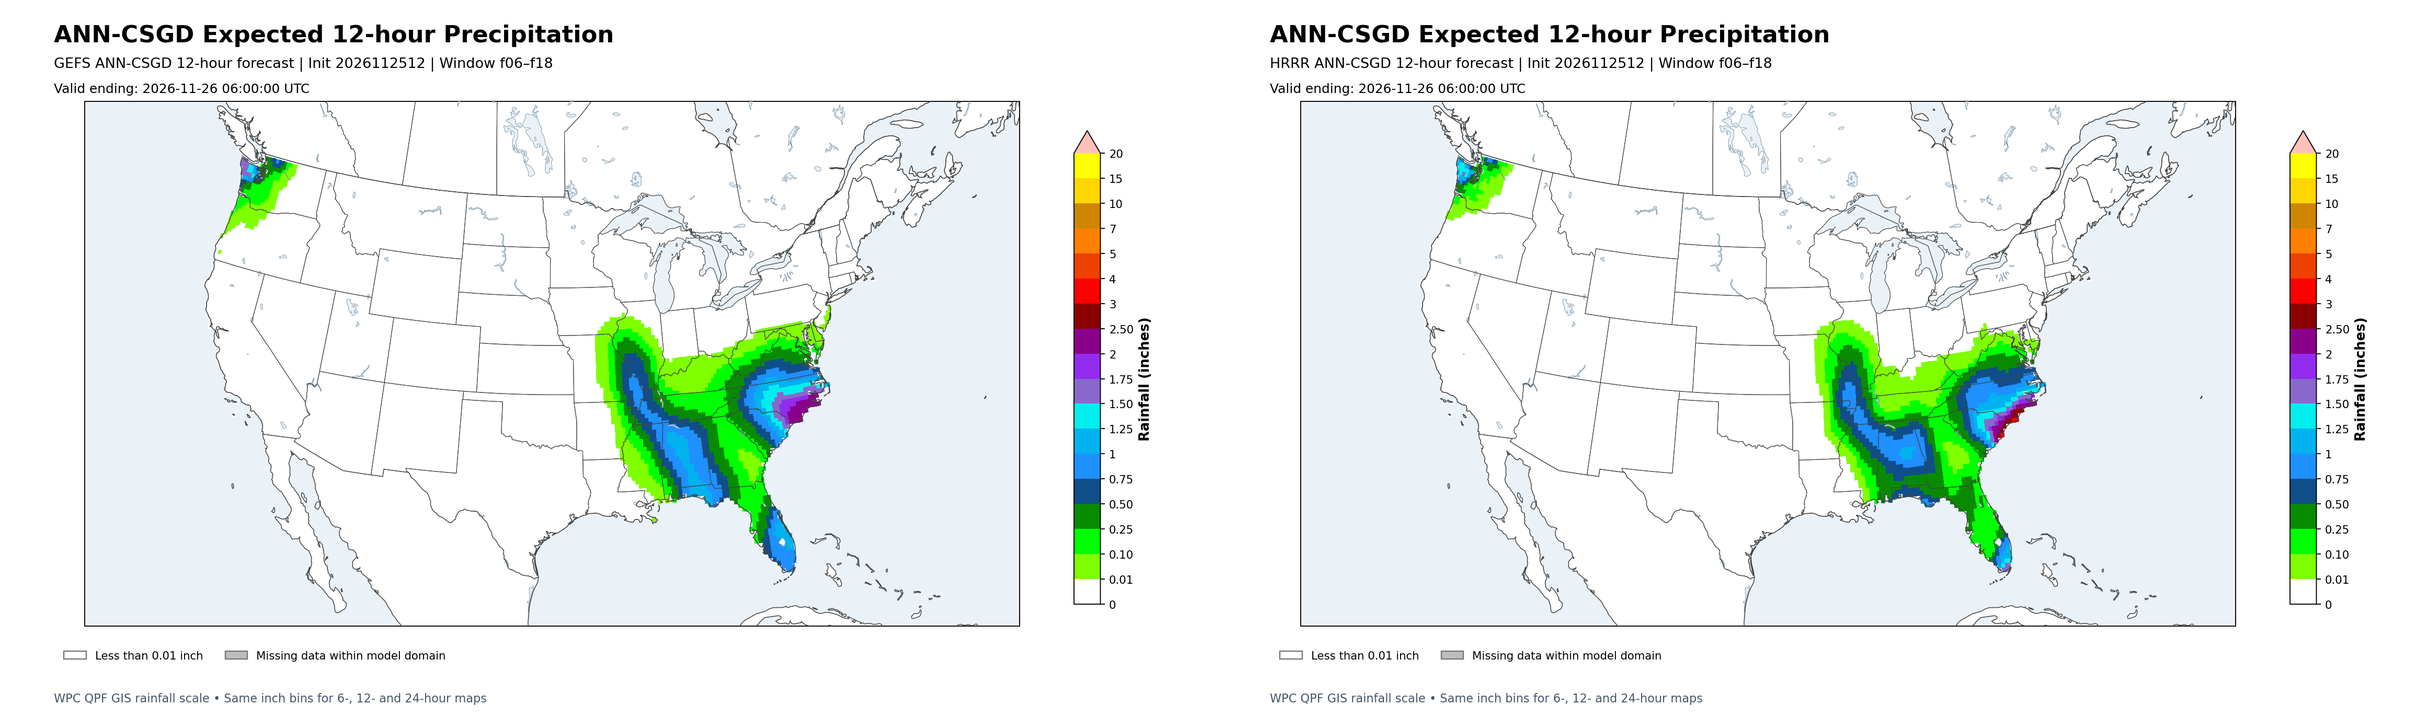 ANN-CSGD Expected 12-hour Precipitation
GEFS ANN-CSGD 12-hour forecast | Init 2026112512 | Window f06–f18
Valid ending: 2026-11-26 06:00:00 UTC
20
15
10
7
5
4
3
2.50
2
1.75
1.50
1.25
1
0.75
0.50
0.25
0.10
0.01
0
Rainfall (inches)
Less than 0.01 inch
Missing data within model domain
WPC QPF GIS rainfall scale • Same inch bins for 6-, 12- and 24-hour maps
ANN-CSGD Expected 12-hour Precipitation
HRRR ANN-CSGD 12-hour forecast | Init 2026112512 | Window f06–f18
Valid ending: 2026-11-26 06:00:00 UTC
20
15
10
7
5
4
3
2.50
2
1.75
1.50
1.25
1
0.75
0.50
0.25
0.10
0.01
0
Rainfall (inches)
Less than 0.01 inch
Missing data within model domain
WPC QPF GIS rainfall scale • Same inch bins for 6-, 12- and 24-hour maps